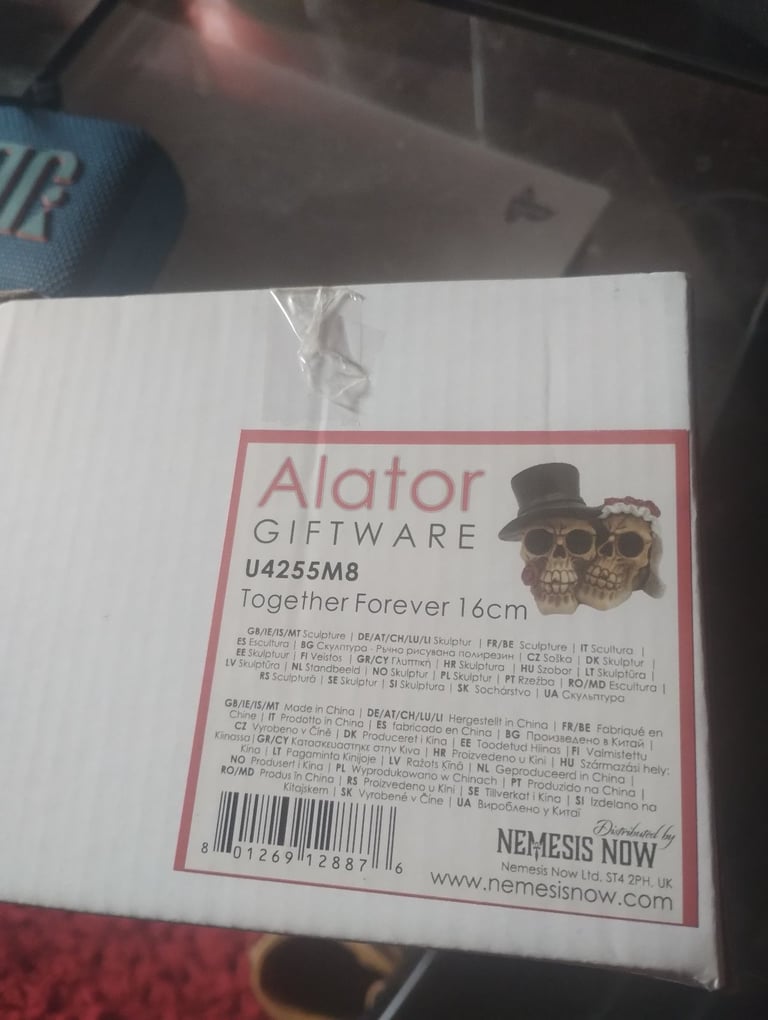 Alator
GIFTWARE
U4255M8
Together Forever 16cm
GB/IE/IS/MT Sculpture | DE/AT/CH/LU/LI Skulptur | FR/BE Sculpture | IT Scultura |
ES Escultura | BG Скулптура - Ръчно рисувана полирезин | CZ Soška | DK Skulptur |
EE Skulptuur | FI Veistos | GR/CY Γλυπτική | HR Skulptura | HU Szobor | LT Skulptūra |
LV Skulptūra | NL Standbeeld | NO Skulptur | PL Skulptur | PT Rzeźba | RO/MD Escultura |
RS Sculptură | SE Skulptur | SI Skulptura | SK Sochárstvo | UA Скульптура
GB/IE/IS/MT Made in China | DE/AT/CH/LU/LI Hergestellt in China | FR/BE Fabriqué en
Chine | IT Prodotto in China | ES fabricado en China | BG Произведено в Китай |
CZ Vyrobeno v Číně | DK Produceret i Kina | EE Toodetud Hiinas | FI Valmistettu
Kiinassa | GR/CY Κατασκευαστηκε στην Κινα | HR Proizvedeno u Kini | HU Származási hely:
Kína | LT Pagaminta Kinijoje | LV Ražots Ķīnā | NL Geproduceerd in China |
NO Produsert i Kina | PL Wyprodukowano w Chinach | PT Produzido na China |
RO/MD Produs în China | RS Proizvedeno u Kini | SE Tillverkat i Kina | SI Izdelano na
Kitajskem | SK Vyrobené v Číne | UA Вироблено у Китаї
8 01269 12887 6
Distributed by
NEMESIS NOW
Nemesis Now Ltd, ST4 2PH, UK
www.nemesisnow.com